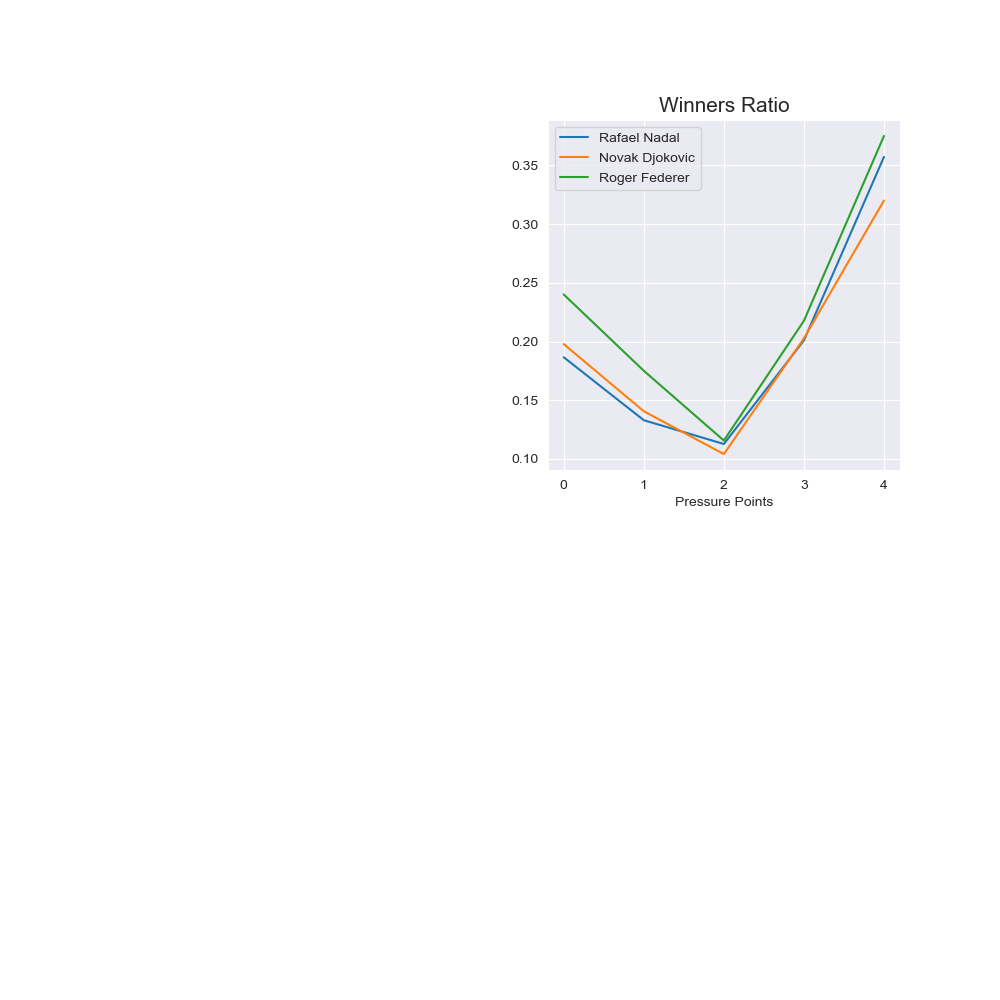 Winners Ratio
Rafael Nadal
Novak Djokovic
Roger Federer
0.35
0.30
0.25
0.20
0.15
0.10
0 1 2 3 4
Pressure Points